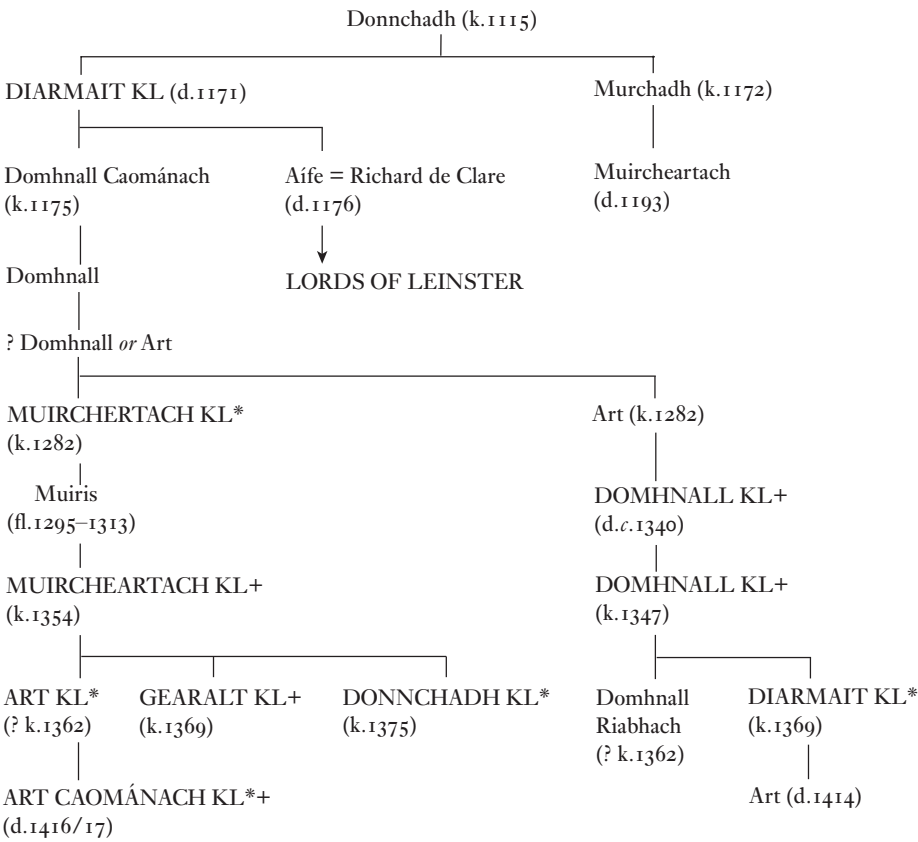 Donnchadh (k.1115)
DIARMAIT KL (d.1171)
Murchadh (k.1172)
Domhnall Caománach
(k.1175)
Aífe = Richard de Clare
(d.1176)
Muircheartach
(d.1193)
Domhnall
LORDS OF LEINSTER
? Domhnall or Art
MUIRCHERTACH KL*
(k.1282)
Art (k.1282)
Muiris
(fl.1295–1313)
DOMHNALL KL+
(d.c.1340)
MUIRCHEARTACH KL+
(k.1354)
DOMHNALL KL+
(k.1347)
ART KL*
(? k.1362)
GEARALT KL+
(k.1369)
DONNCHADH KL*
(k.1375)
Domhnall
Riabhach
(? k.1362)
DIARMAIT KL*
(k.1369)
ART CAOMÁNACH KL*+
(d.1416/17)
Art (d.1414)